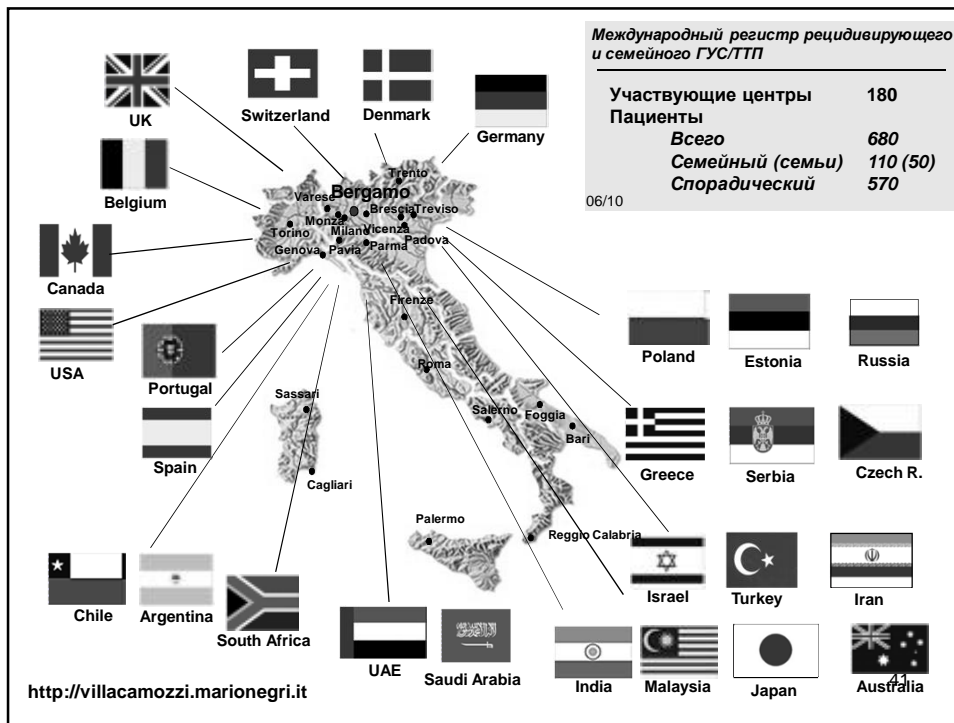 Международный регистр рецидивирующего
и семейного ГУС/ТТП
Участвующие центры 180
Пациенты
Всего 680
Семейный (семьи) 110 (50)
Спорадический 570
06/10
UK
Switzerland
Denmark
Germany
Belgium
Canada
USA
Portugal
Spain
Trento
Bergamo
Varese
Brescia
Treviso
Monza
Milano
Vicenza
Torino
Padova
Genova
Pavia
Parma
Firenze
Roma
Sassari
Salerno
Foggia
Bari
Cagliari
Palermo
Reggio Calabria
Poland
Estonia
Russia
Greece
Serbia
Czech R.
Israel
Turkey
Iran
Chile
Argentina
South Africa
UAE
Saudi Arabia
India
Malaysia
Japan
Australia
41
http://villacamozzi.marionegri.it